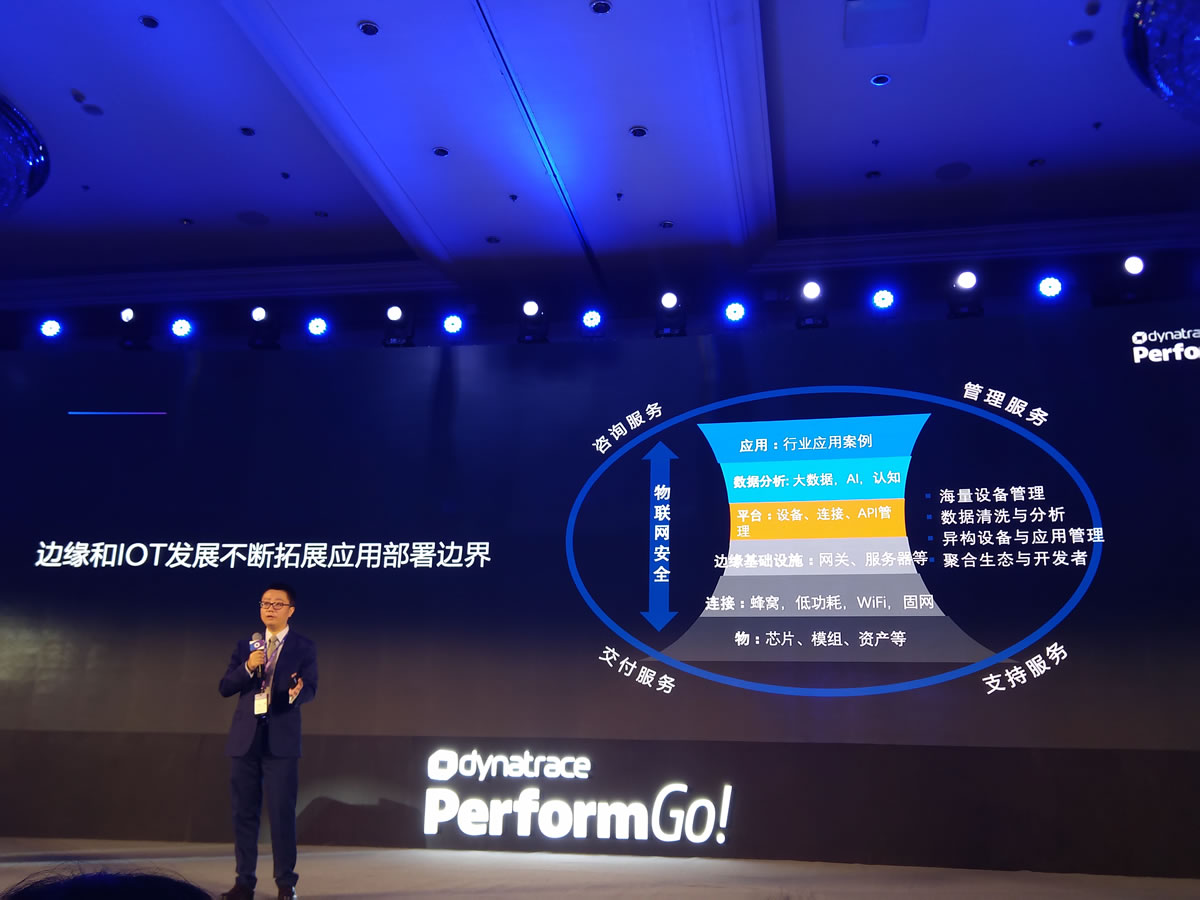 dynatra
Perfo
咨询服务
管理服务
应用：行业应用案例
数据分析: 大数据，AI，认知
平台：设备、连接、API管
理
边缘基础设施：网关、服务器等
连接：蜂窝，低功耗，WiFi，固网
物：芯片、模组、资产等
物联网安全
海量设备管理
数据清洗与分析
异构设备与应用管理
聚合生态与开发者
边缘和IOT发展不断拓展应用部署边界
交付服务
支持服务
dynatrace
PerformGo!